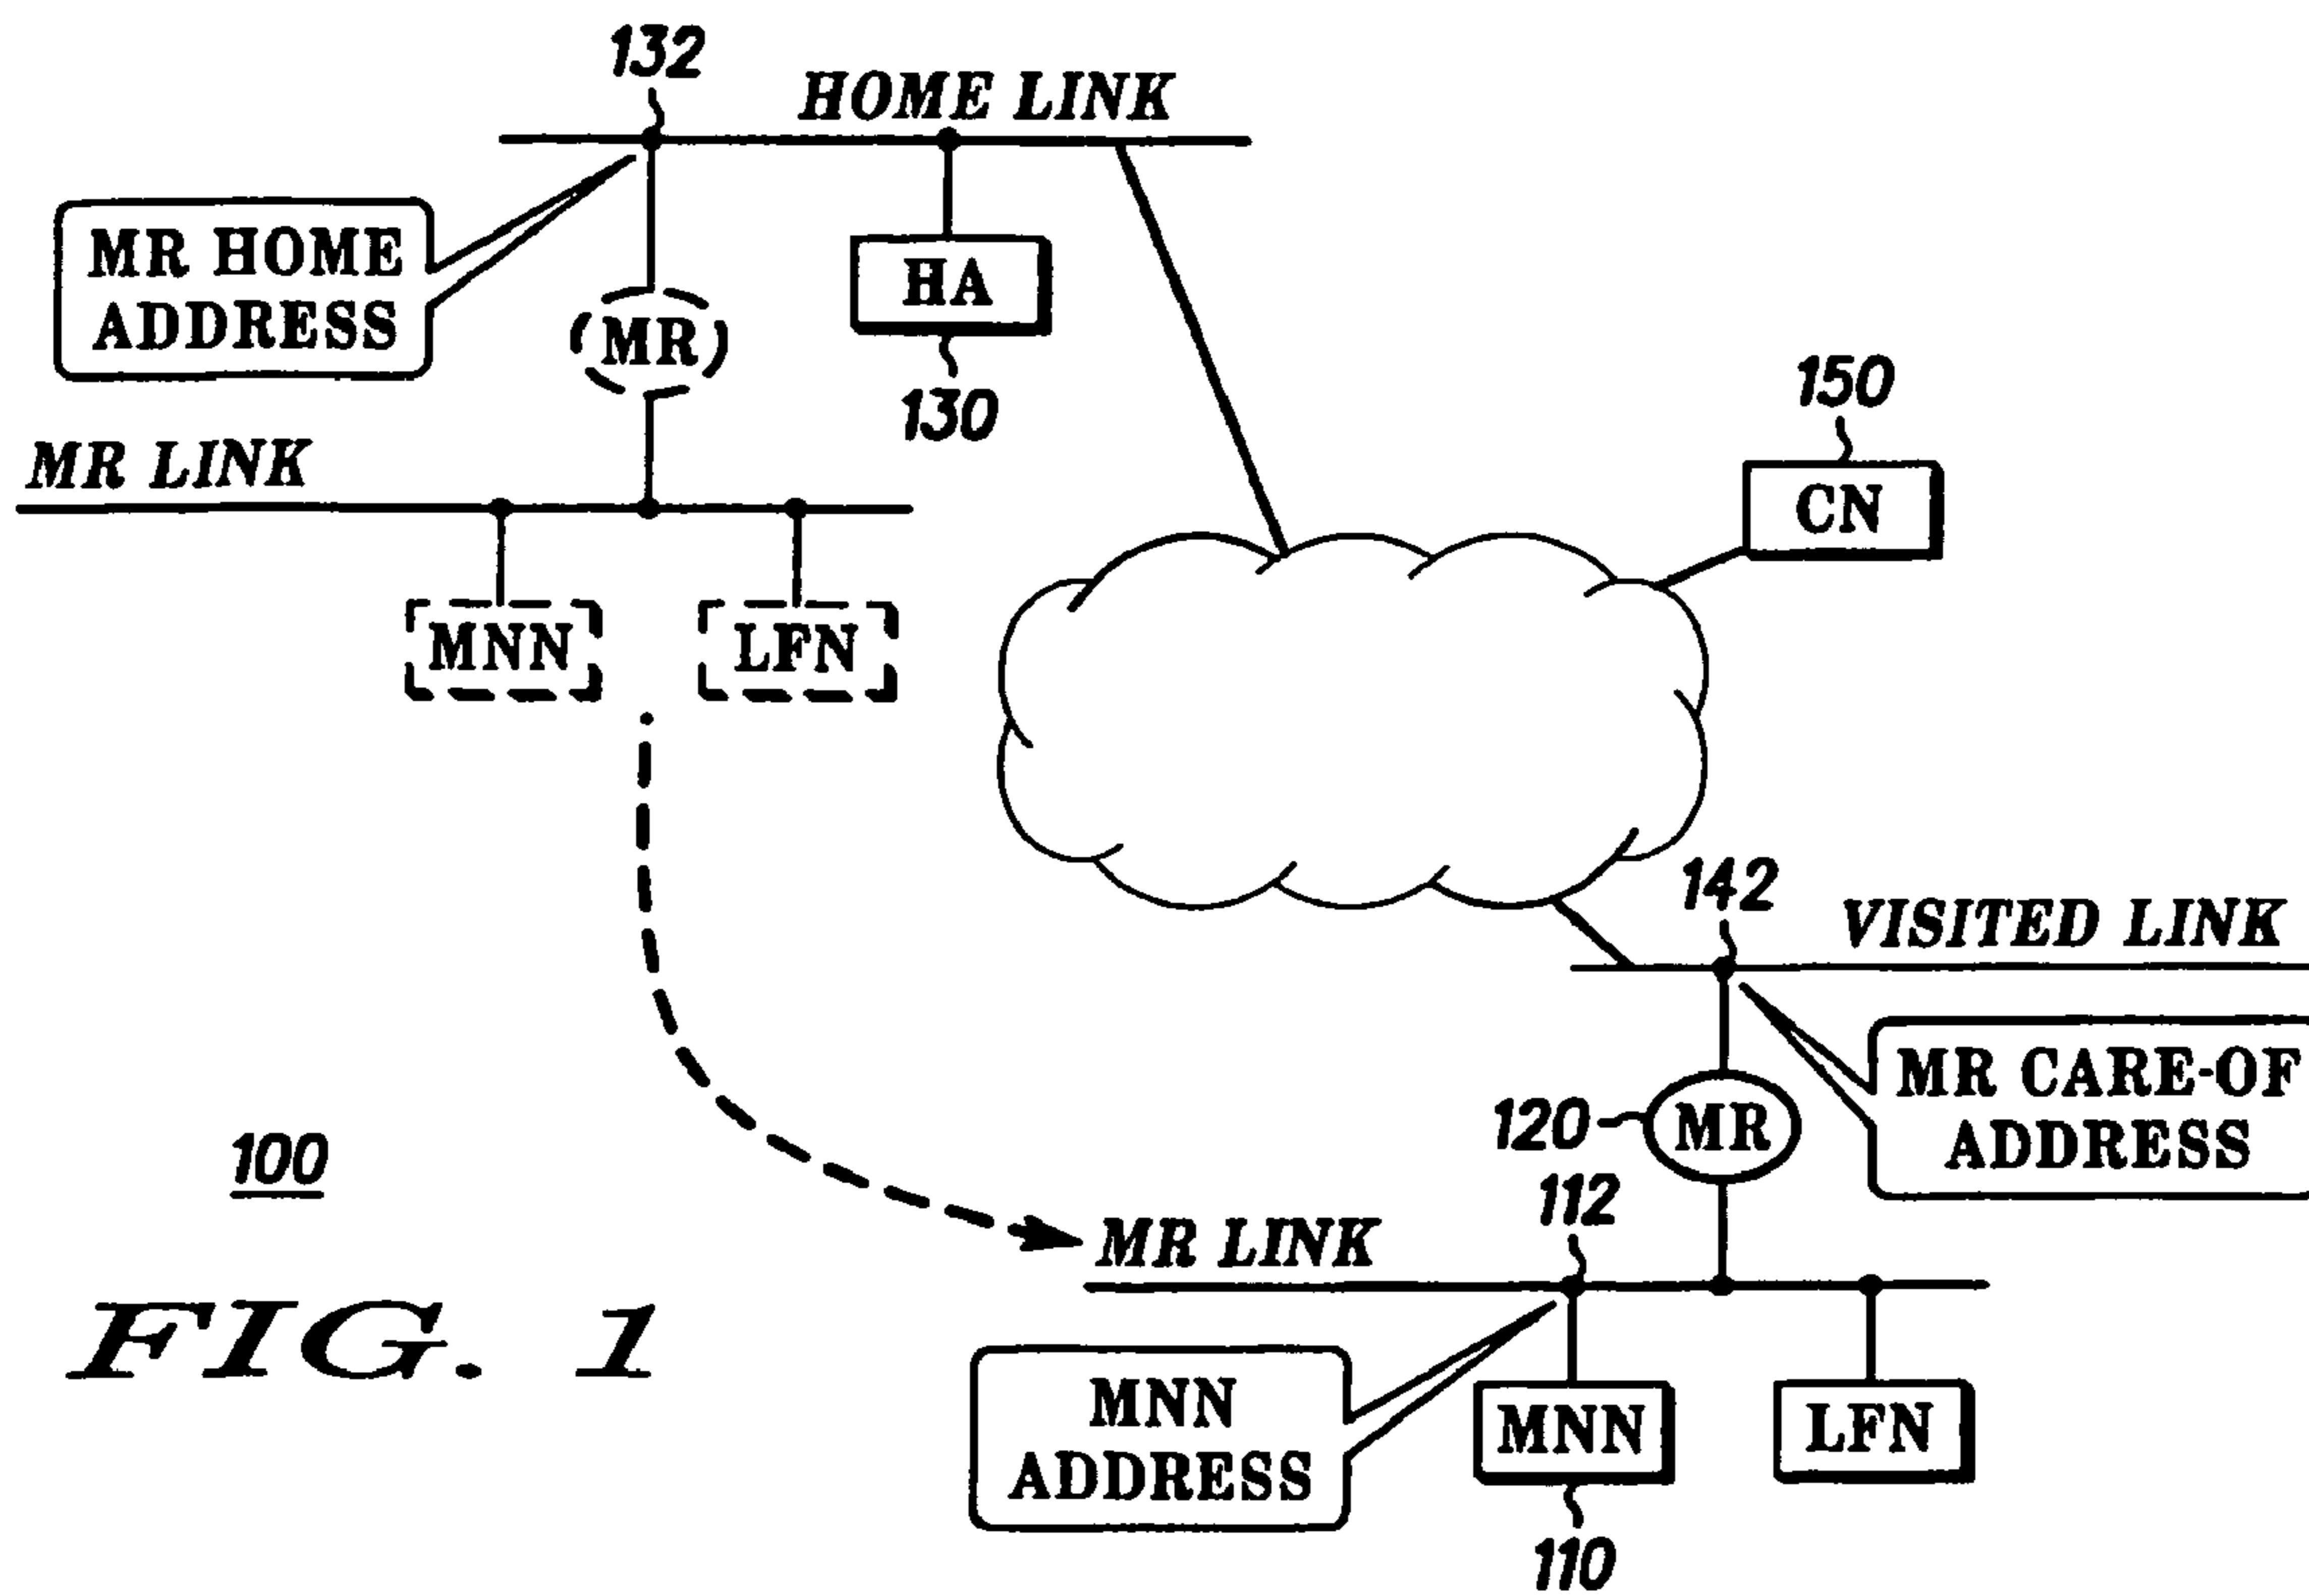 132
HOME LINK
MR HOME
ADDRESS
(MR)
HA
130
150
CN
MR LINK
MNN
LFN
142
VISITED LINK
MR CARE-OF
ADDRESS
120
MR
100
112
MR LINK
FIG. 1
MNN
ADDRESS
MNN
LFN
110